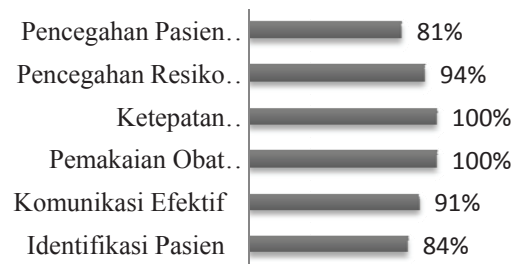 Pencegahan Pasien .. 81%
Pencegahan Resiko .. 94%
Ketepatan .. 100%
Pemakaian Obat .. 100%
Komunikasi Efektif 91%
Identifikasi Pasien 84%